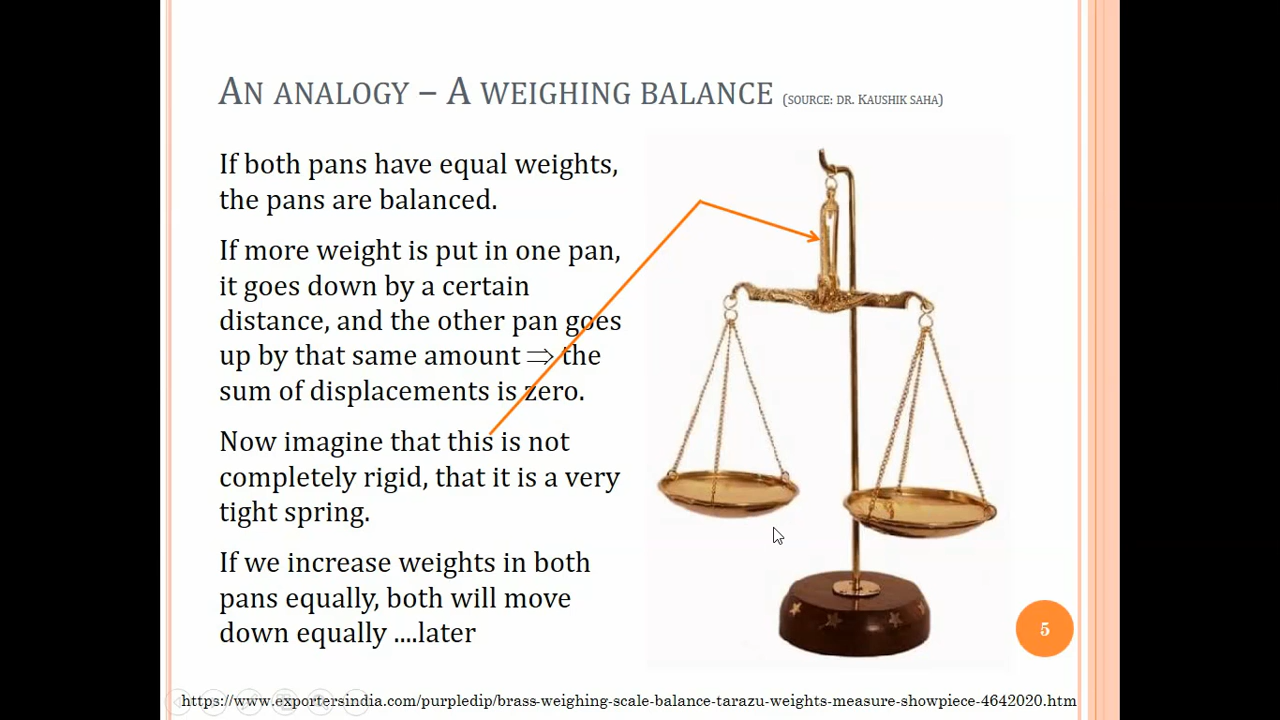 AN ANALOGY – A WEIGHING BALANCE (SOURCE: DR. KAUSHIK SAHA)
If both pans have equal weights,
the pans are balanced.
If more weight is put in one pan,
it goes down by a certain
distance, and the other pan goes
up by that same amount ⇒ the
sum of displacements is zero.
Now imagine that this is not
completely rigid, that it is a very
tight spring.
If we increase weights in both
pans equally, both will move
down equally ....later
5
https://www.exportersindia.com/purpledip/brass-weighing-scale-balance-tarazu-weights-measure-showpiece-4642020.htm